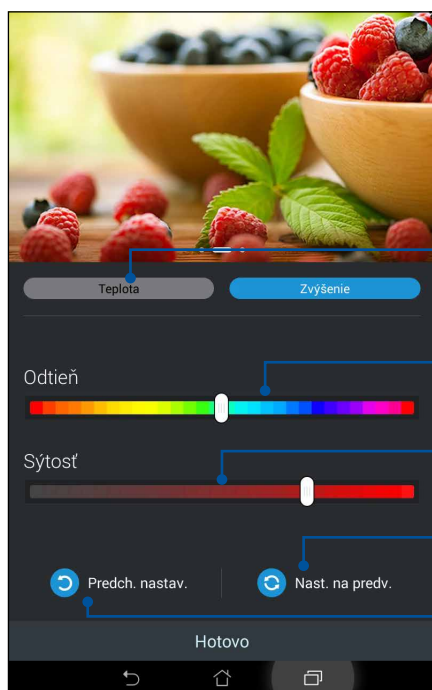 Teplota
Zvýšenie
Odtieň
Sýtosť
Predch. nastav.
Nast. na predv.
Hotovo